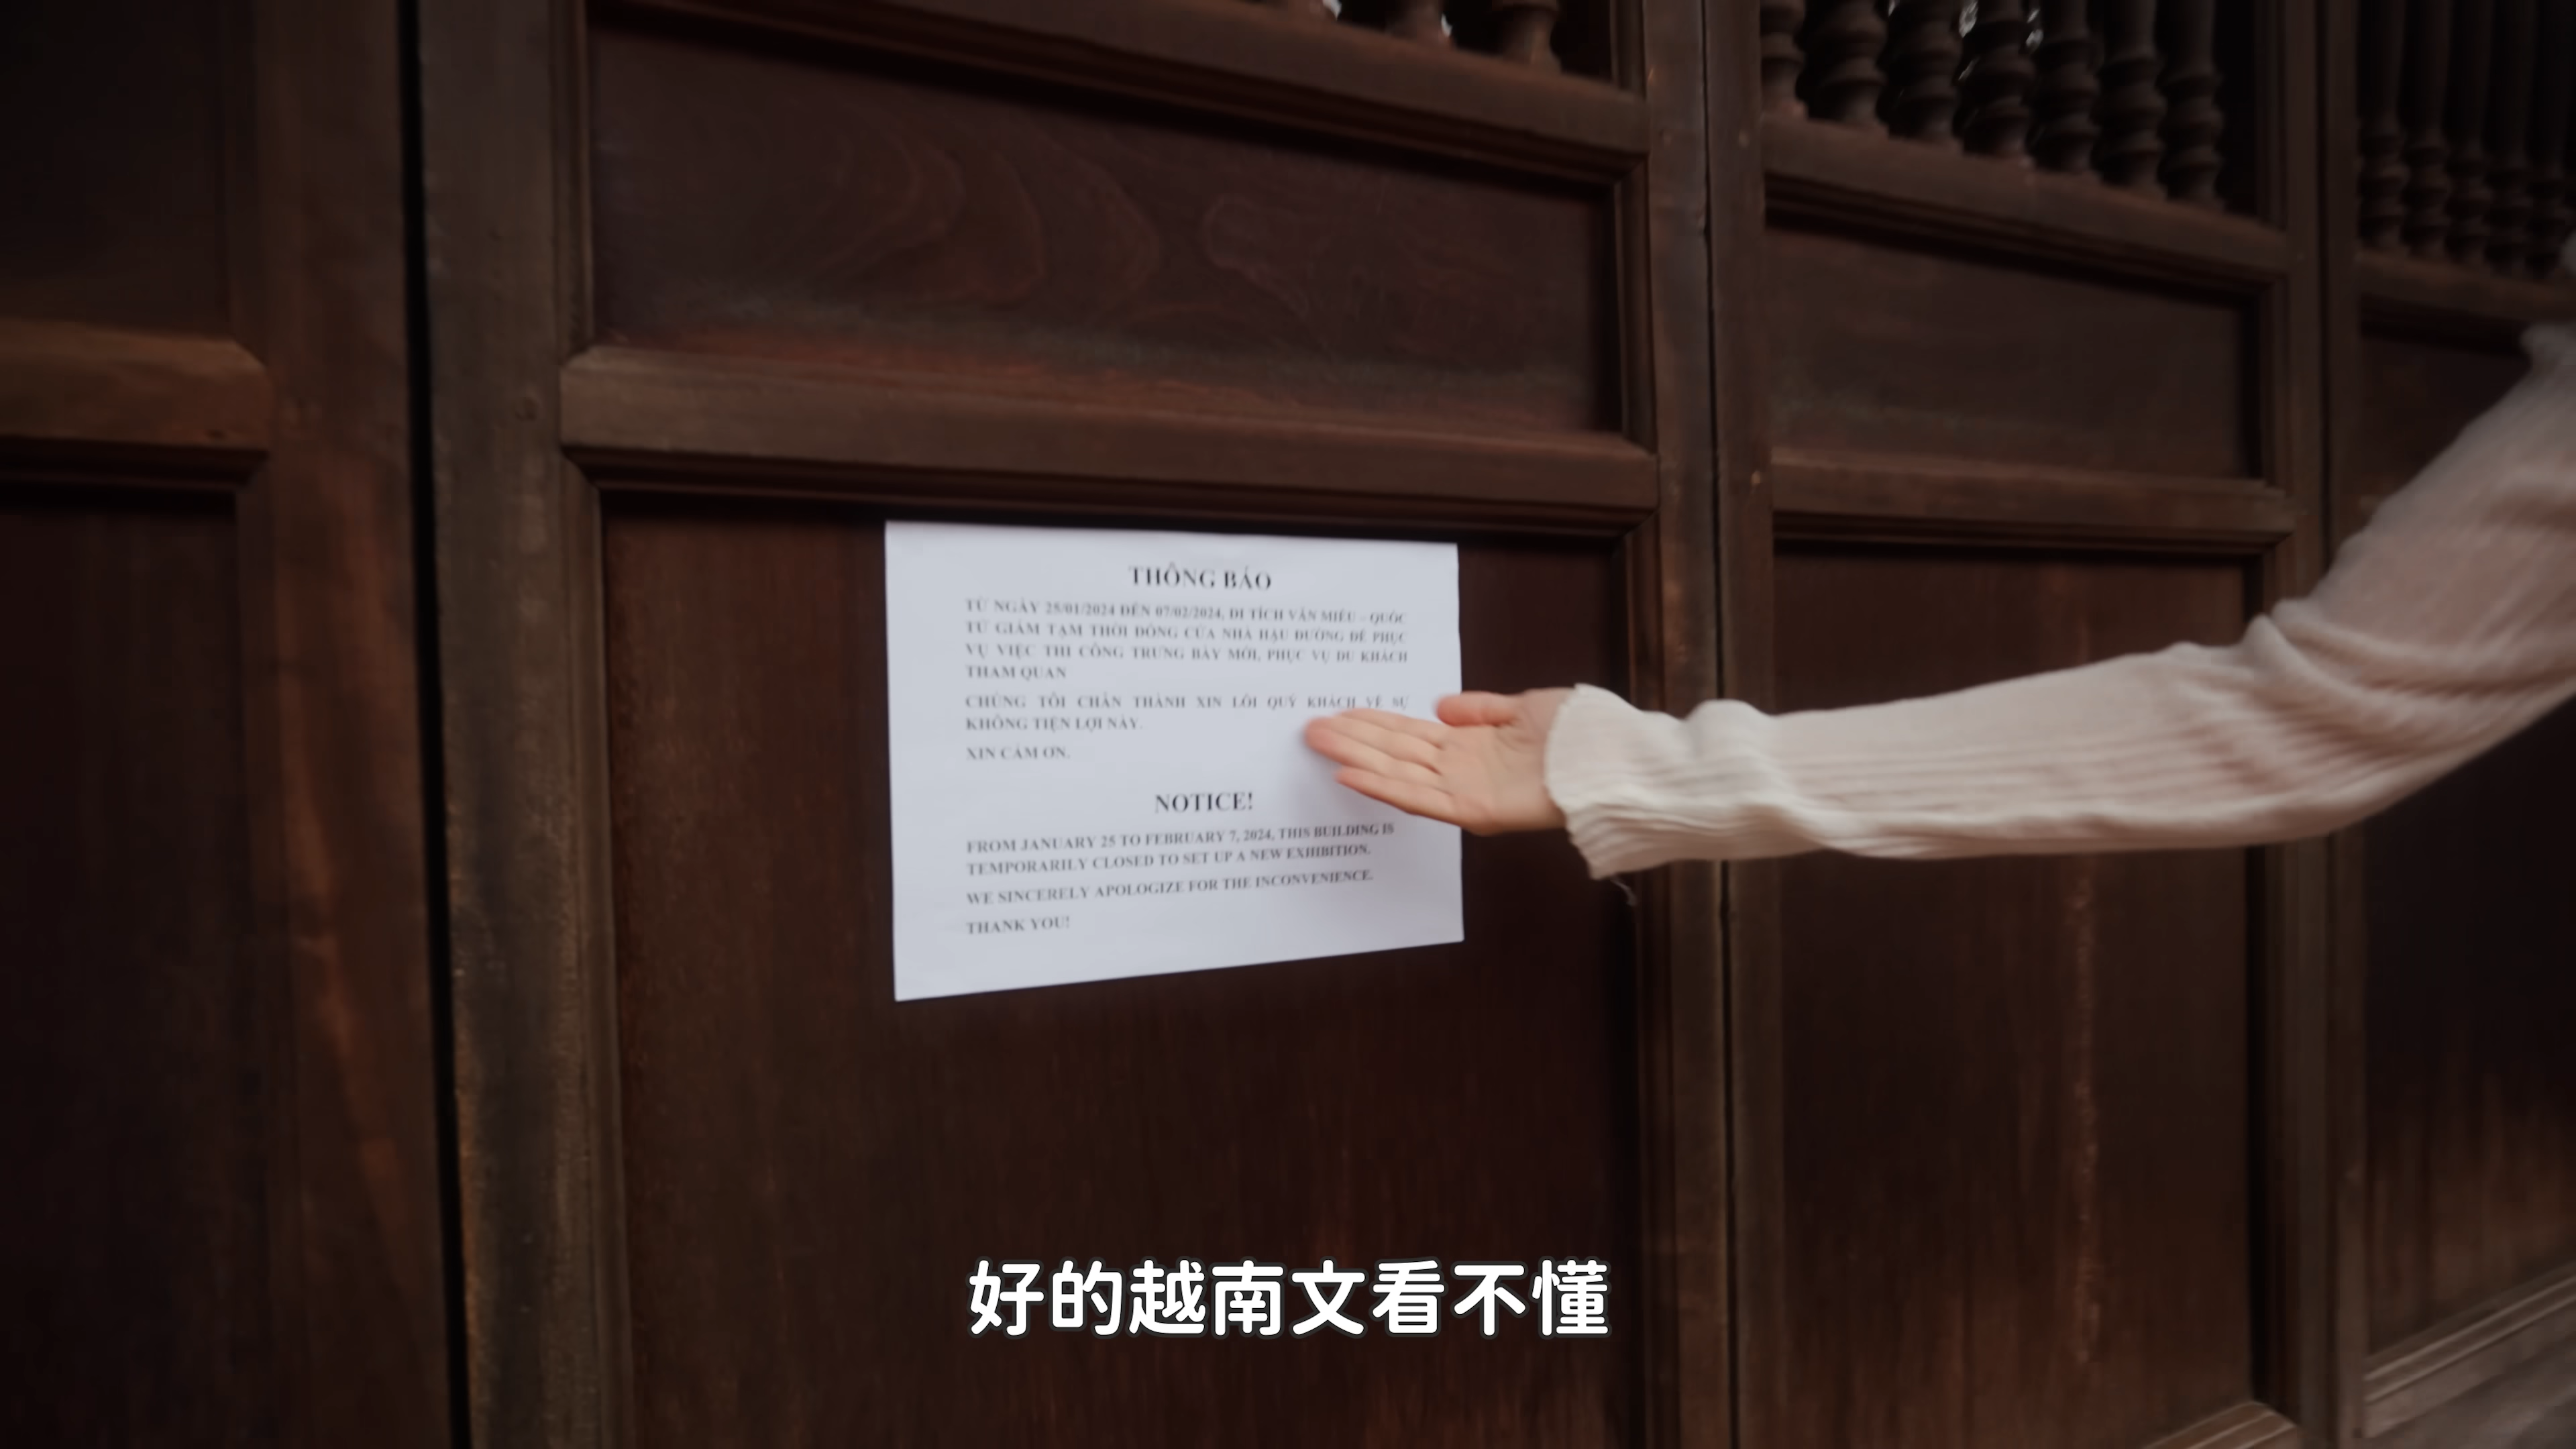 THÔNG BÁO
TỪ NGÀY 25/01/2024 ĐẾN 07/02/2024, DI TÍCH VĂN MIẾU - QUỐC
TỬ GIÁM TẠM THỜI ĐÓNG CỬA NHÀ HẬU ĐƯỜNG ĐỂ PHỤC
VỤ VIỆC THI CÔNG TRƯNG BÀY MỚI, PHỤC VỤ DU KHÁCH
THAM QUAN
CHÚNG TÔI CHÂN THÀNH XIN LỖI QUÝ KHÁCH VỀ SỰ
KHÔNG TIỆN LỢI NÀY.
XIN CẢM ƠN.
NOTICE!
FROM JANUARY 25 TO FEBRUARY 7, 2024, THIS BUILDING IS
TEMPORARILY CLOSED TO SET UP A NEW EXHIBITION.
WE SINCERELY APOLOGIZE FOR THE INCONVENIENCE.
THANK YOU!
好的越南文看不懂